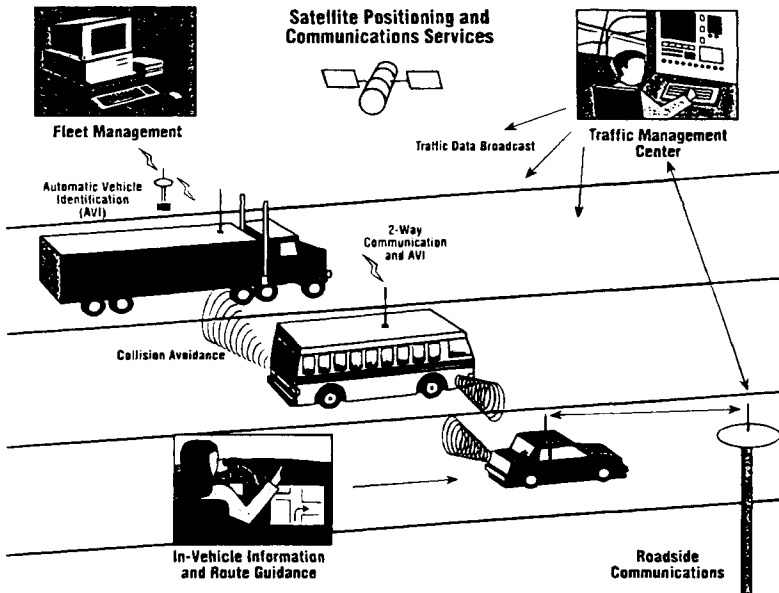 Satellite Positioning and
Communications Services
Fleet Management
Traffic Management
Center
Traffic Data Broadcast
Automatic Vehicle
Identification
(AVI)
2-Way
Communication
and AVI
Collision Avoidance
In-Vehicle Information
and Route Guidance
Roadside
Communications